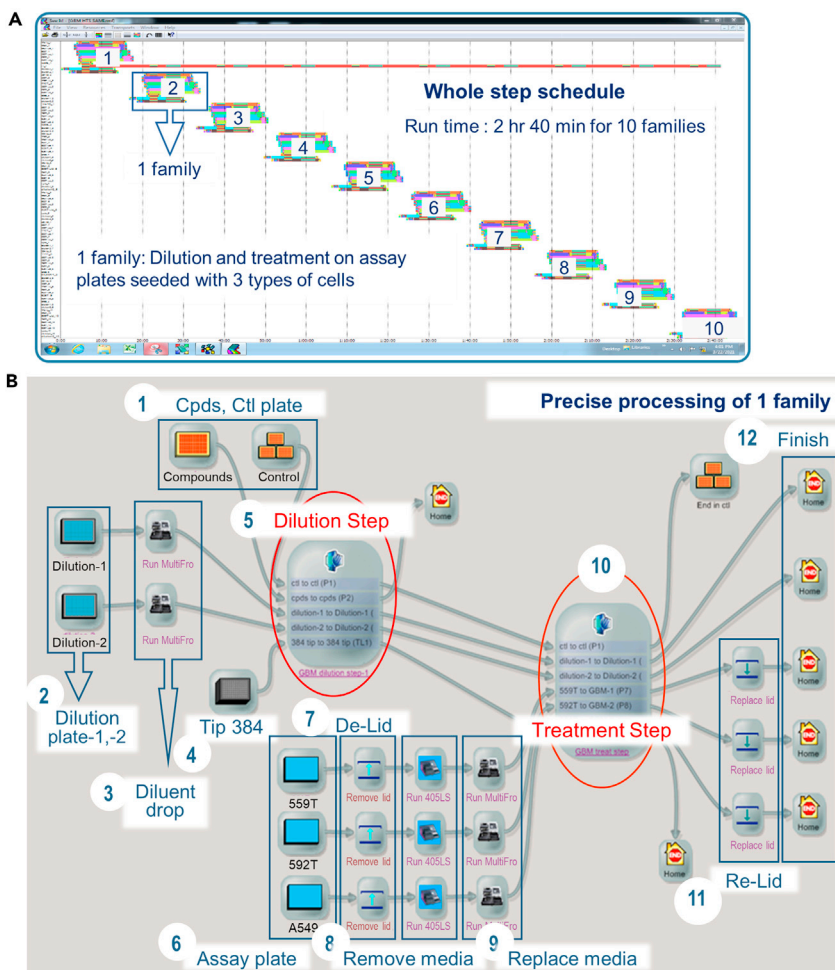 A
1
2
3
4
5
6
7
8
9
10
Whole step schedule
Run time : 2 hr 40 min for 10 families
1 family
1 family: Dilution and treatment on assay
plates seeded with 3 types of cells
B
Precise processing of 1 family
1
Cpds, Ctl plate
Compounds
Control
12
Finish
End in ctl
Home
Home
5
Dilution Step
Dilution-1
Run MultiFro
ctl to ctl (P1)
cpds to cpds (P2)
dilution-1 to Dilution-1 (
dilution-2 to Dilution-2 (
384 tip to 384 tip (TL1)
GBM dilution step-1
Home
10
Dilution-2
Run MultiFro
ctl to ctl (P1)
dilution-1 to Dilution-1 (
dilution-2 to Dilution-2 (
559T to GBM-1 (P7)
592T to GBM-2 (P8)
Treatment Step
GBM treat step
Replace lid
Home
2
Dilution
plate-1,-2
4
Tip 384
7
De-Lid
3
Diluent
drop
559T
Remove lid
Run 405LS
Run MultiFro
Replace lid
Home
592T
Remove lid
Run 405LS
Run MultiFro
Replace lid
Home
Home
11
Re-Lid
A549
Remove lid
Run 405LS
Run MultiFro
6
Assay plate
8
Remove media
9
Replace media